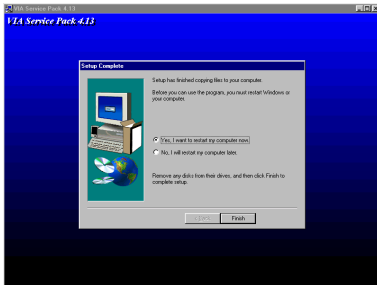 VIA Service Pack 4.13
VIA Service Pack 4.13
Setup Complete
Setup has finished copying files to your computer.
Before you can use the program, you must restart Windows or
your computer.
Yes, I want to restart my computer now.
No, I will restart my computer later.
Remove any disks from their drives, and then click Finish to
complete setup.
< Back
Finish